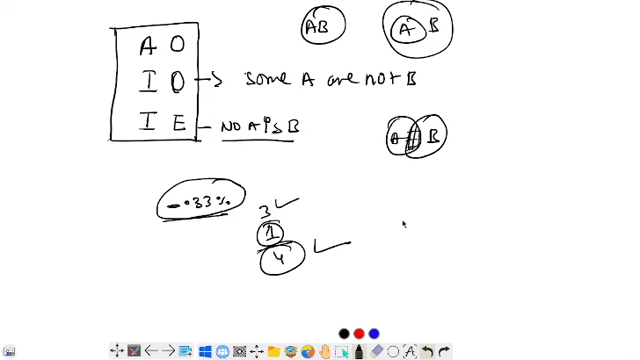 AB
A B
A O
I O → Some A are not B
I E – NO A is B
A B
- .33%
3 ✓
1
4 ✓